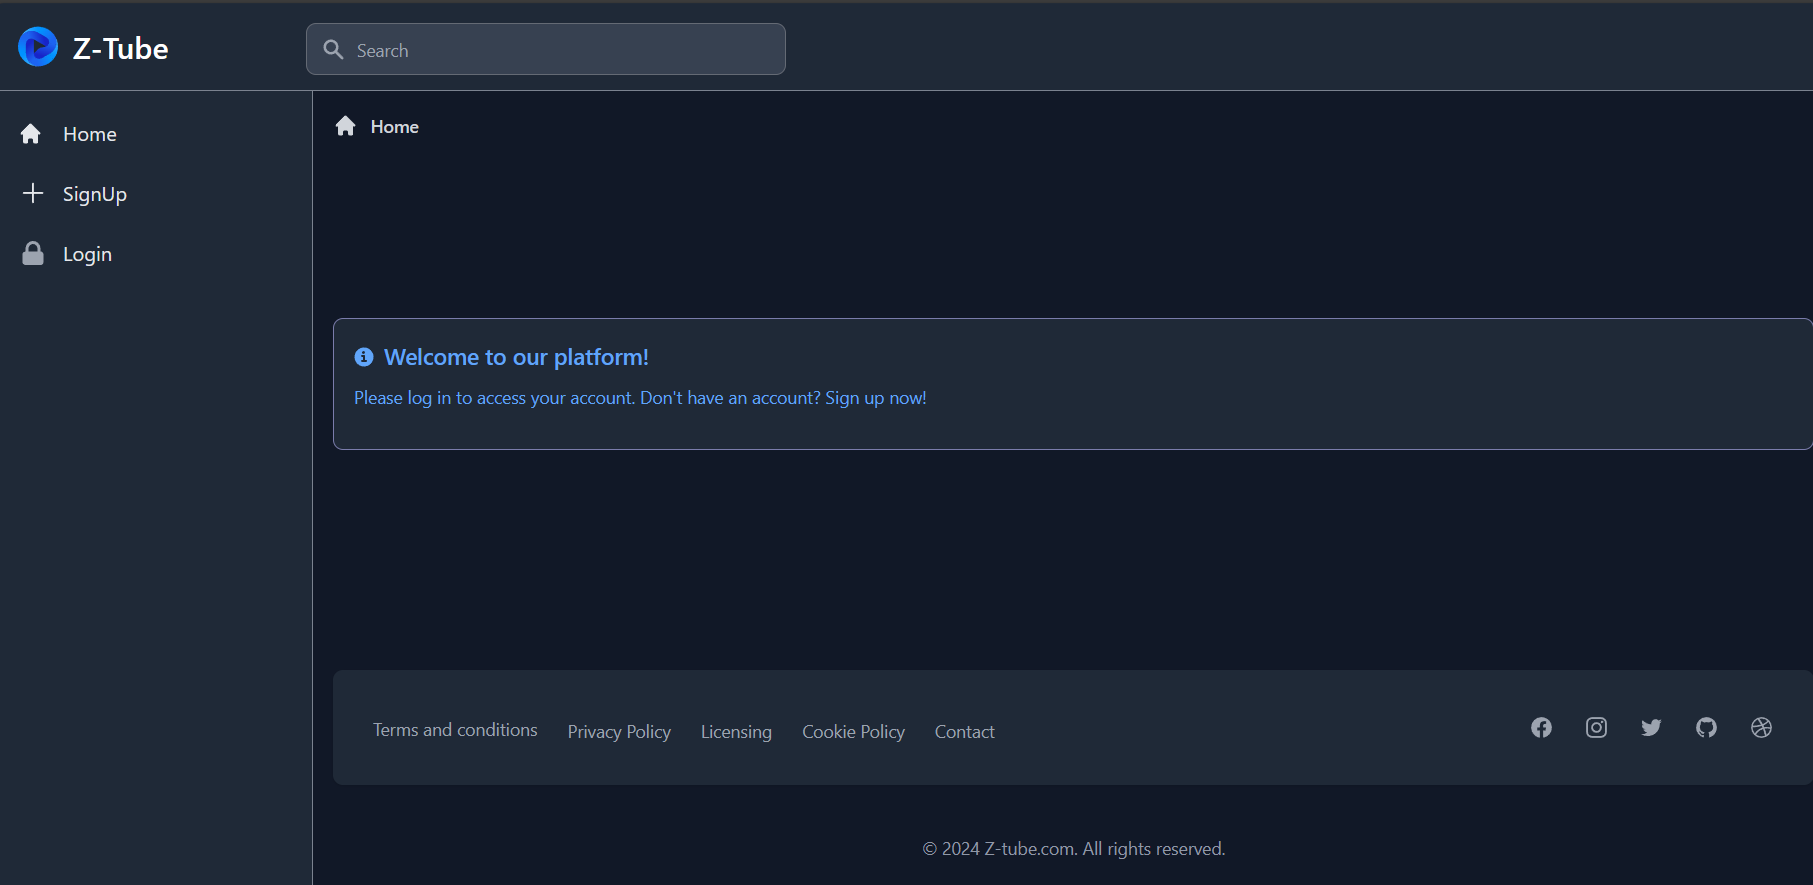 Z-Tube
Search
Home
SignUp
Login
Home
Welcome to our platform!
Please log in to access your account. Don't have an account? Sign up now!
Terms and conditions Privacy Policy Licensing Cookie Policy Contact
© 2024 Z-tube.com. All rights reserved.